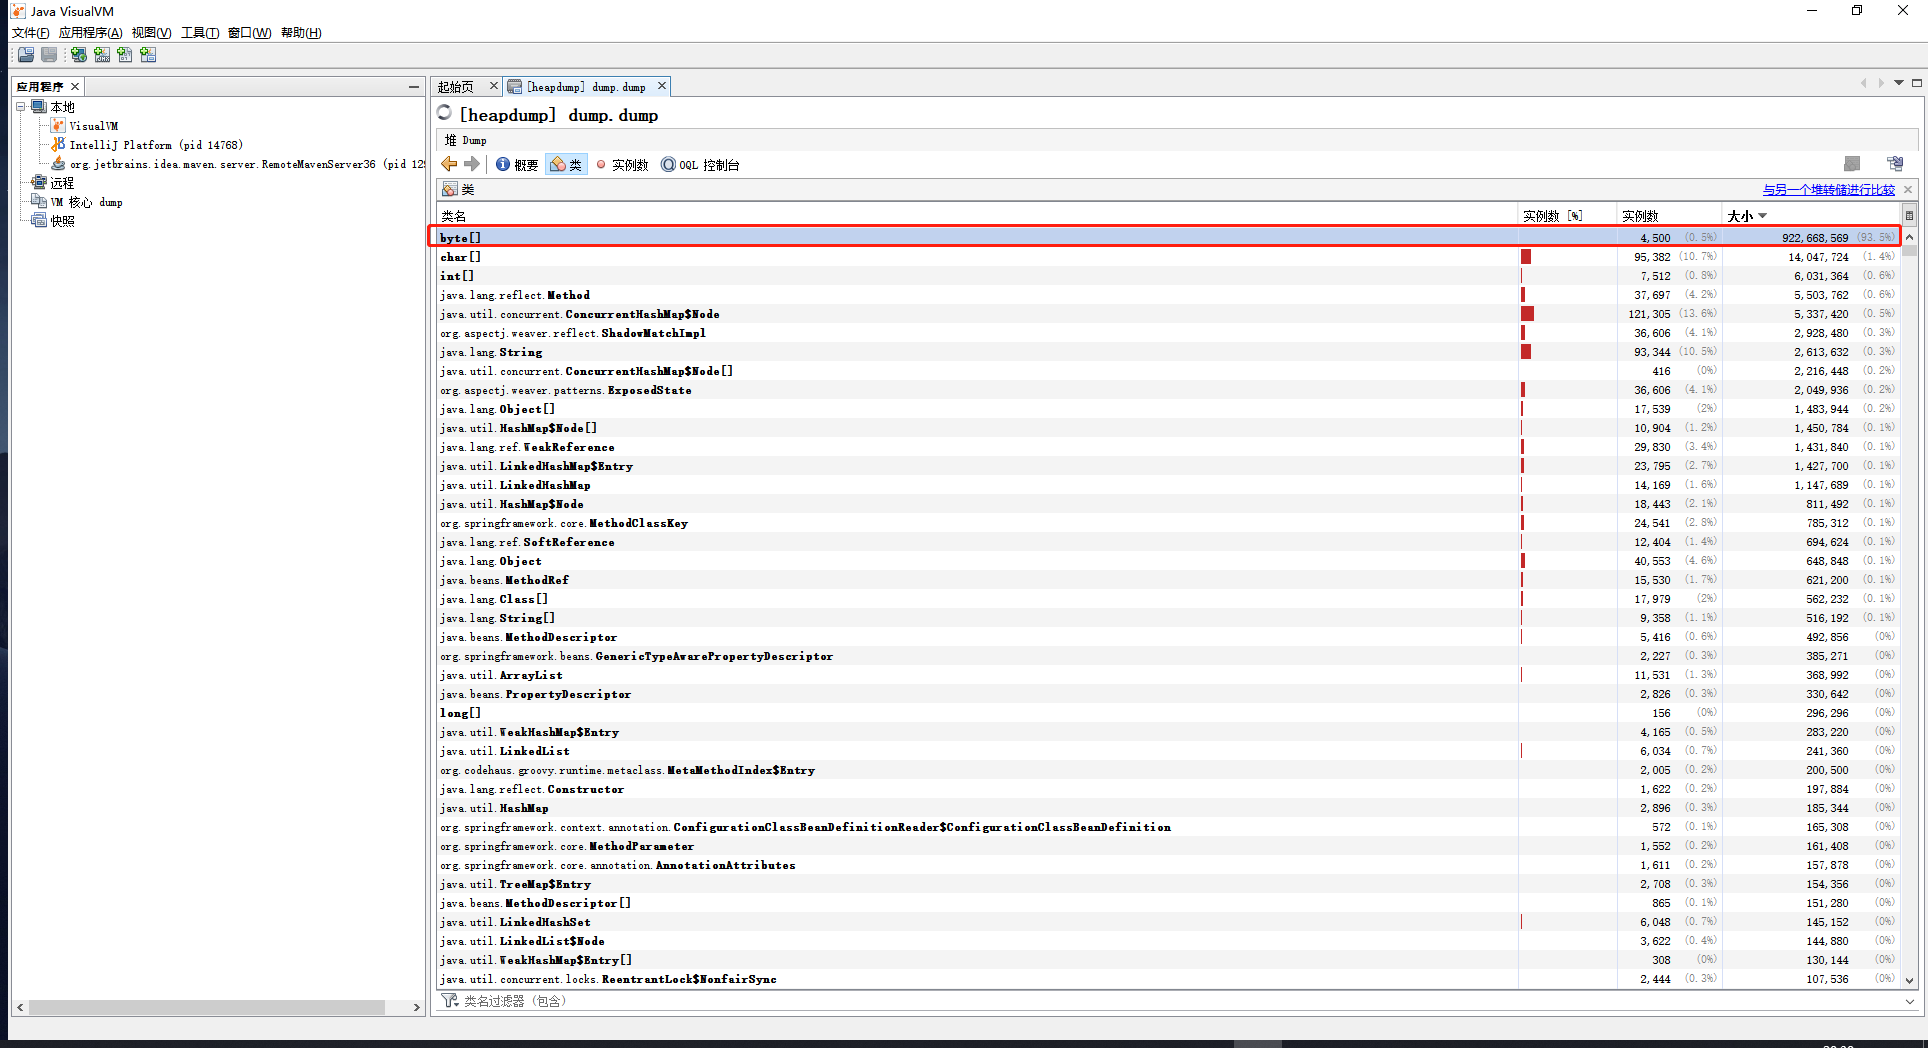 Java VisualVM
文件(F) 应用程序(A) 视图(V) 工具(T) 窗口(W) 帮助(H)
应用程序
本地
VisualVM
IntelliJ Platform (pid 14768)
org.jetbrains.idea.maven.server.RemoteMavenServer36 (pid 129
远程
VM 核心 dump
快照
起始页 [heapdump] dump.dump
[heapdump] dump.dump
堆 Dump
概要 类 实例数 OQL 控制台
类 与另一个堆转储进行比较
类名 实例数 [%] 实例数 大小
byte[] 4,500 (0.5%) 922,668,569 (93.5%)
char[] 95,382 (10.7%) 14,047,724 (1.4%)
int[] 7,512 (0.8%) 6,031,364 (0.6%)
java.lang.reflect.Method 37,697 (4.2%) 5,503,762 (0.6%)
java.util.concurrent.ConcurrentHashMap$Node 121,305 (13.6%) 5,337,420 (0.5%)
org.aspectj.weaver.reflect.ShadowMatchImpl 36,606 (4.1%) 2,928,480 (0.3%)
java.lang.String 93,344 (10.5%) 2,613,632 (0.3%)
java.util.concurrent.ConcurrentHashMap$Node[] 416 (0%) 2,216,448 (0.2%)
org.aspectj.weaver.patterns.ExposedState 36,606 (4.1%) 2,049,936 (0.2%)
java.lang.Object[] 17,539 (2%) 1,483,944 (0.2%)
java.util.HashMap$Node[] 10,904 (1.2%) 1,450,784 (0.1%)
java.lang.ref.WeakReference 29,830 (3.4%) 1,431,840 (0.1%)
java.util.LinkedHashMap$Entry 23,795 (2.7%) 1,427,700 (0.1%)
java.util.LinkedHashMap 14,169 (1.6%) 1,147,689 (0.1%)
java.util.HashMap$Node 18,443 (2.1%) 811,492 (0.1%)
org.springframework.core.MethodClassKey 24,541 (2.8%) 785,312 (0.1%)
java.lang.ref.SoftReference 12,404 (1.4%) 694,624 (0.1%)
java.lang.Object 40,553 (4.6%) 648,848 (0.1%)
java.beans.MethodRef 15,530 (1.7%) 621,200 (0.1%)
java.lang.Class[] 17,979 (2%) 562,232 (0.1%)
java.lang.String[] 9,358 (1.1%) 516,192 (0.1%)
java.beans.MethodDescriptor 5,416 (0.6%) 492,856 (0%)
org.springframework.beans.GenericTypeAwarePropertyDescriptor 2,227 (0.3%) 385,271 (0%)
java.util.ArrayList 11,531 (1.3%) 368,992 (0%)
java.beans.PropertyDescriptor 2,826 (0.3%) 330,642 (0%)
long[] 156 (0%) 296,296 (0%)
java.util.WeakHashMap$Entry 4,165 (0.5%) 283,220 (0%)
java.util.LinkedList 6,034 (0.7%) 241,360 (0%)
org.codehaus.groovy.runtime.metaclass.MetaMethodIndex$Entry 2,005 (0.2%) 200,500 (0%)
java.lang.reflect.Constructor 1,622 (0.2%) 197,884 (0%)
java.util.HashMap 2,896 (0.3%) 185,344 (0%)
org.springframework.context.annotation.ConfigurationClassBeanDefinitionReader$ConfigurationClassBeanDefinition 572 (0.1%) 165,308 (0%)
org.springframework.core.MethodParameter 1,552 (0.2%) 161,408 (0%)
org.springframework.core.annotation.AnnotationAttributes 1,611 (0.2%) 157,878 (0%)
java.util.TreeMap$Entry 2,708 (0.3%) 154,356 (0%)
java.beans.MethodDescriptor[] 865 (0.1%) 151,280 (0%)
java.util.LinkedHashSet 6,048 (0.7%) 145,152 (0%)
java.util.LinkedList$Node 3,622 (0.4%) 144,880 (0%)
java.util.WeakHashMap$Entry[] 308 (0%) 130,144 (0%)
java.util.concurrent.locks.ReentrantLock$NonfairSync 2,444 (0.3%) 107,536 (0%)
类名过滤器 (包含)